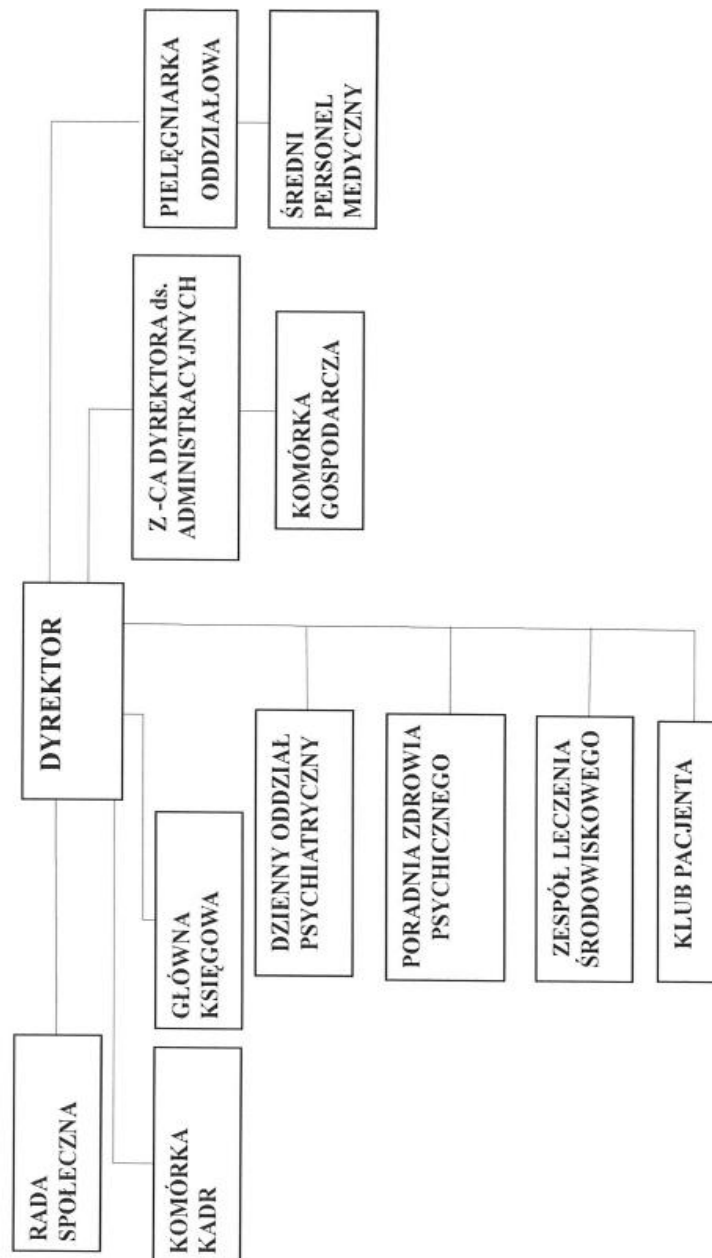 RADA
SPOŁECZNA
DYREKTOR
KOMÓRKA
KADR
GŁÓWNA
KSIĘGOWA
Z -CA DYREKTORA ds.
ADMINISTRACYJNYCH
PIELĘGNIARKA
ODDZIAŁOWA
DZIENNY ODDZIAŁ
PSYCHIATRYCZNY
KOMÓRKA
GOSPODARCZA
ŚREDNI
PERSONEL
MEDYCZNY
PORADNIA ZDROWIA
PSYCHICZNEGO
ZESPÓŁ LECZENIA
ŚRODOWISKOWEGO
KLUB PACJENTA